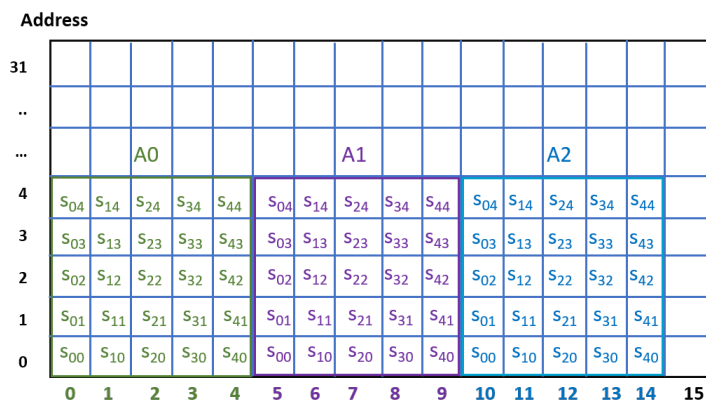 Address
31
..
...
A0 A1 A2
4 S04 S14 S24 S34 S44 S04 S14 S24 S34 S44 S04 S14 S24 S34 S44
3 S03 S13 S23 S33 S43 S03 S13 S23 S33 S43 S03 S13 S23 S33 S43
2 S02 S12 S22 S32 S42 S02 S12 S22 S32 S42 S02 S12 S22 S32 S42
1 S01 S11 S21 S31 S41 S01 S11 S21 S31 S41 S01 S11 S21 S31 S41
0 S00 S10 S20 S30 S40 S00 S10 S20 S30 S40 S00 S10 S20 S30 S40
0 1 2 3 4 5 6 7 8 9 10 11 12 13 14 15